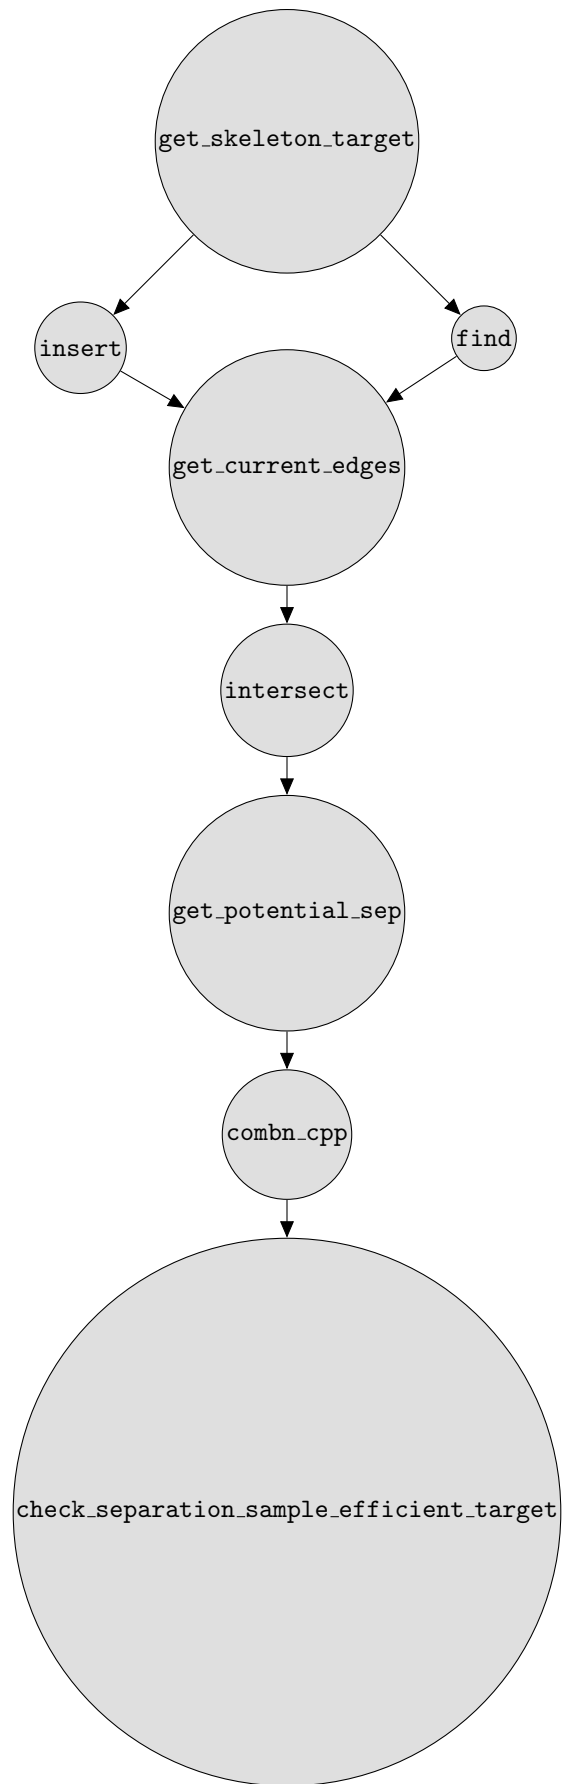 get_skeleton_target
insert
find
get_current_edges
intersect
get_potential_sep
combn_cpp
check_separation_sample_efficient_target